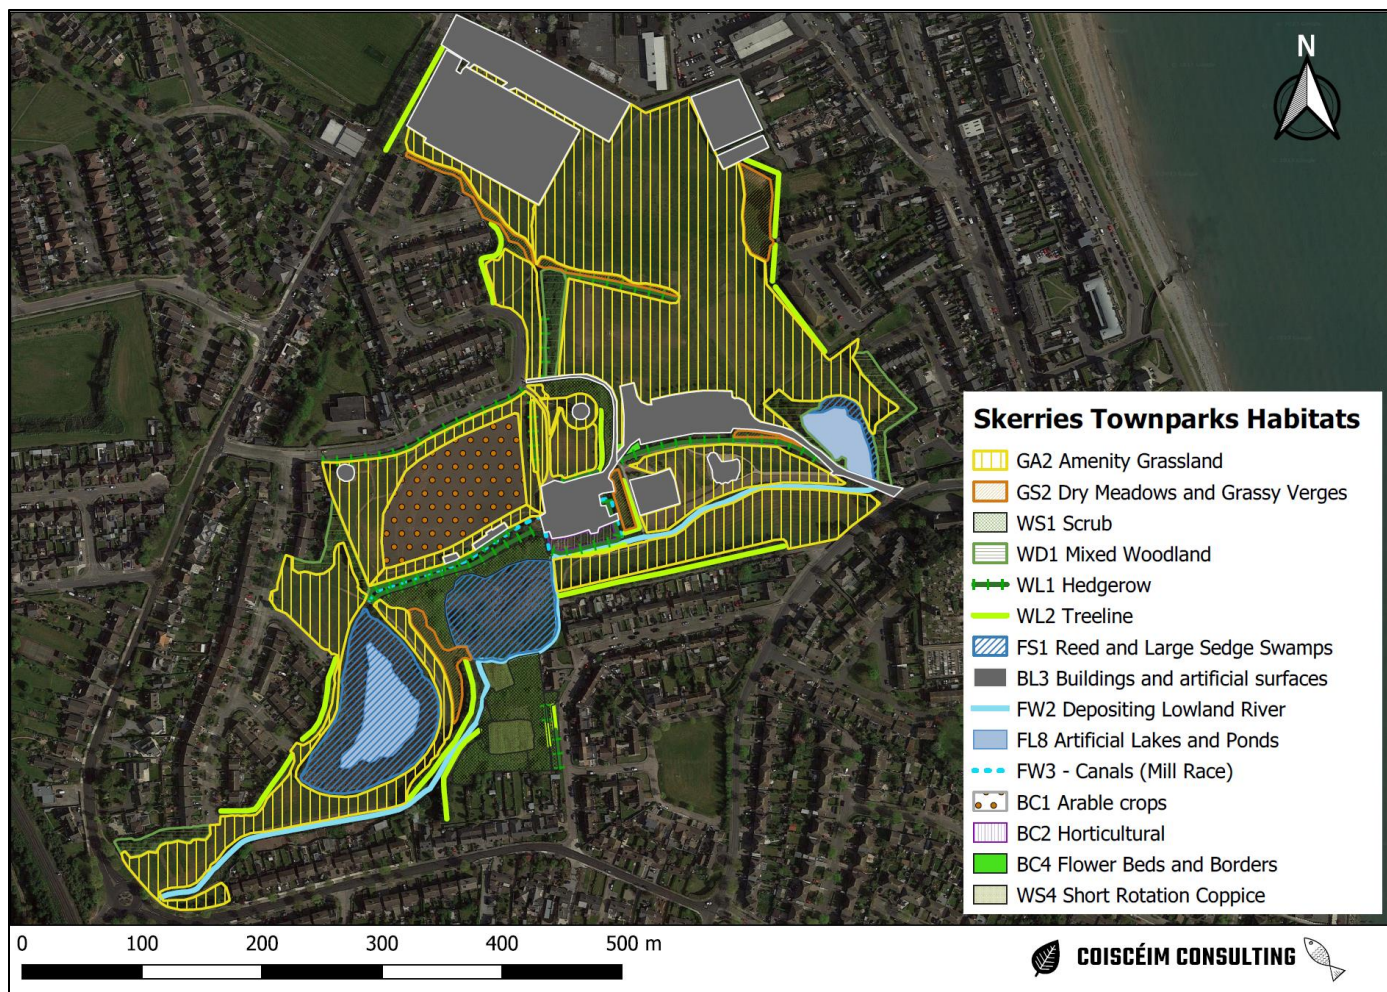 N
Skerries Townparks Habitats
GA2 Amenity Grassland
GS2 Dry Meadows and Grassy Verges
WS1 Scrub
WD1 Mixed Woodland
WL1 Hedgerow
WL2 Treeline
FS1 Reed and Large Sedge Swamps
BL3 Buildings and artificial surfaces
FW2 Depositing Lowland River
FL8 Artificial Lakes and Ponds
FW3 - Canals (Mill Race)
BC1 Arable crops
BC2 Horticultural
BC4 Flower Beds and Borders
WS4 Short Rotation Coppice
0 100 200 300 400 500 m
COISCÉIM CONSULTING